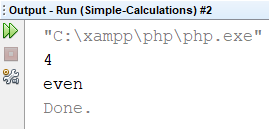 Output - Run (Simple-Calculations) #2
"C:\xampp\php\php.exe"
4
even
Done.